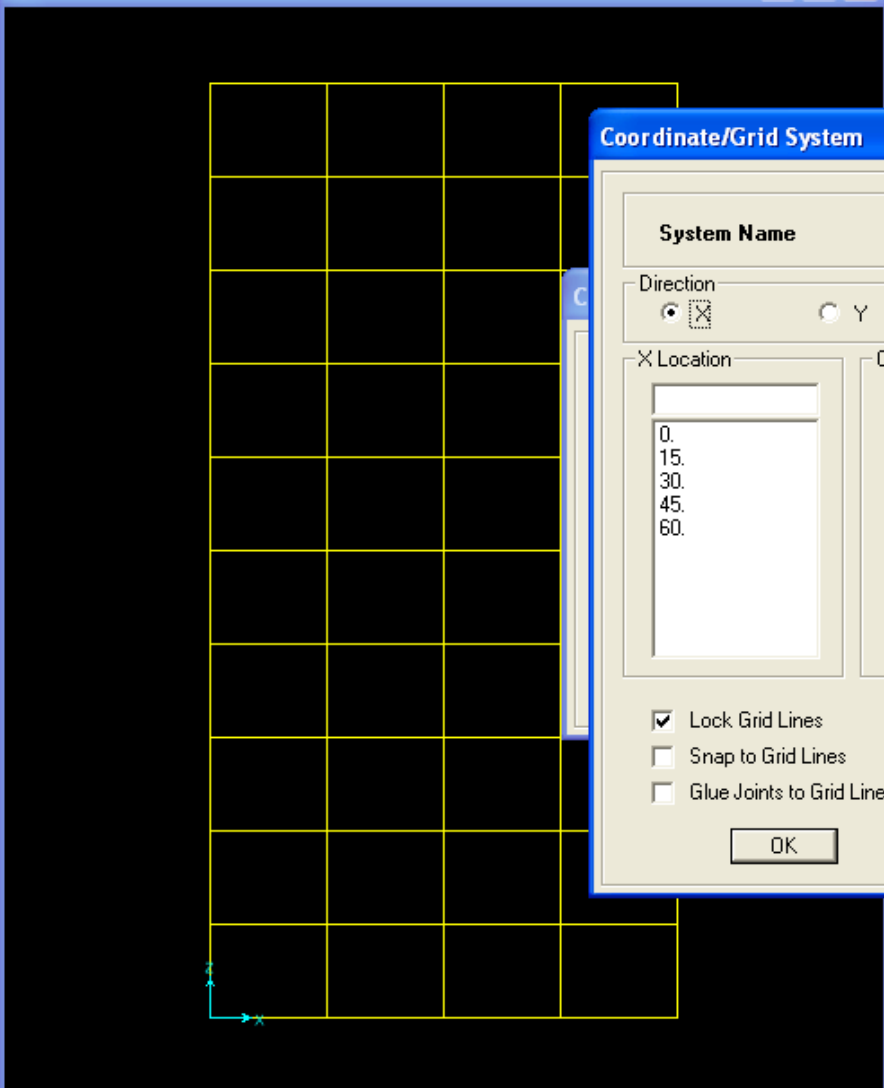 Coordinate/Grid System
System Name
C
Direction
X
Y
X Location
0.
15.
30.
45.
60.
Lock Grid Lines
Snap to Grid Lines
Glue Joints to Grid Line
OK
Z
X